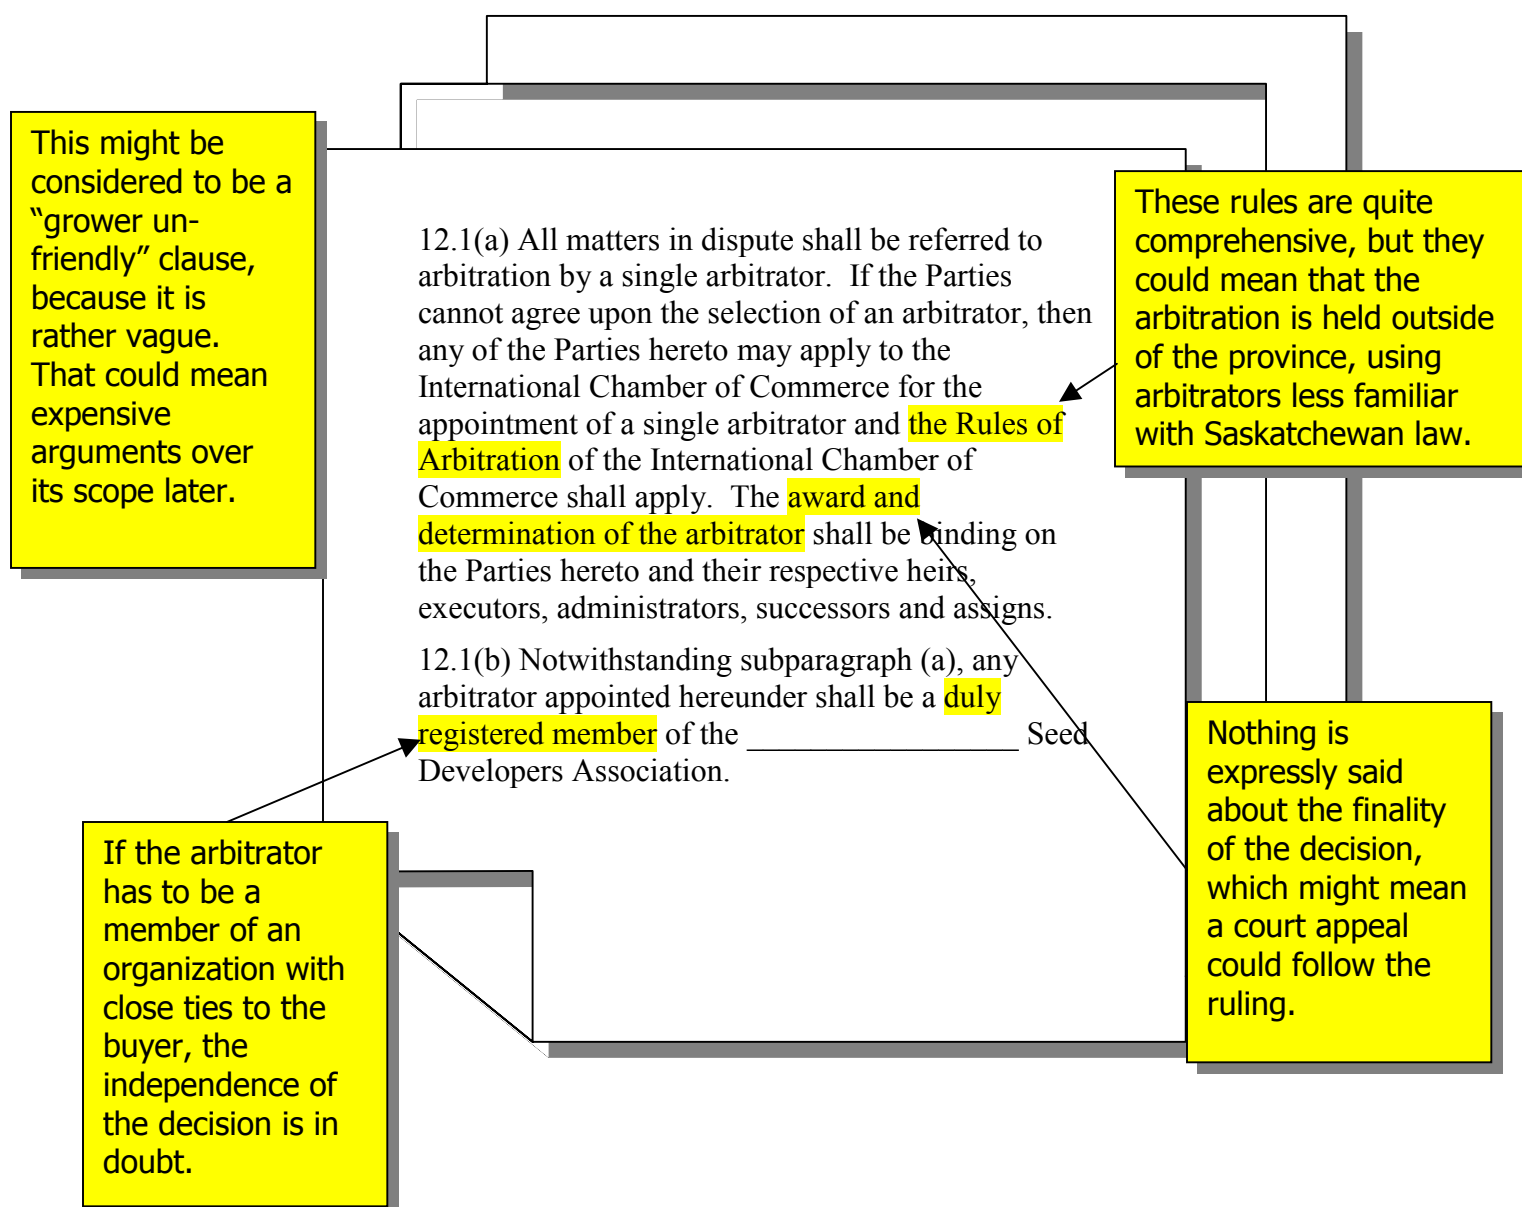 This might be
considered to be a
“grower un-
friendly” clause,
because it is
rather vague.
That could mean
expensive
arguments over
its scope later.
12.1(a) All matters in dispute shall be referred to
arbitration by a single arbitrator.  If the Parties
cannot agree upon the selection of an arbitrator, then
any of the Parties hereto may apply to the
International Chamber of Commerce for the
appointment of a single arbitrator and the Rules of
Arbitration of the International Chamber of
Commerce shall apply.  The award and
determination of the arbitrator shall be binding on
the Parties hereto and their respective heirs,
executors, administrators, successors and assigns.
12.1(b) Notwithstanding subparagraph (a), any
arbitrator appointed hereunder shall be a duly
registered member of the _________________ Seed
Developers Association.
These rules are quite
comprehensive, but they
could mean that the
arbitration is held outside
of the province, using
arbitrators less familiar
with Saskatchewan law.
If the arbitrator
has to be a
member of an
organization with
close ties to the
buyer, the
independence of
the decision is in
doubt.
Nothing is
expressly said
about the finality
of the decision,
which might mean
a court appeal
could follow the
ruling.